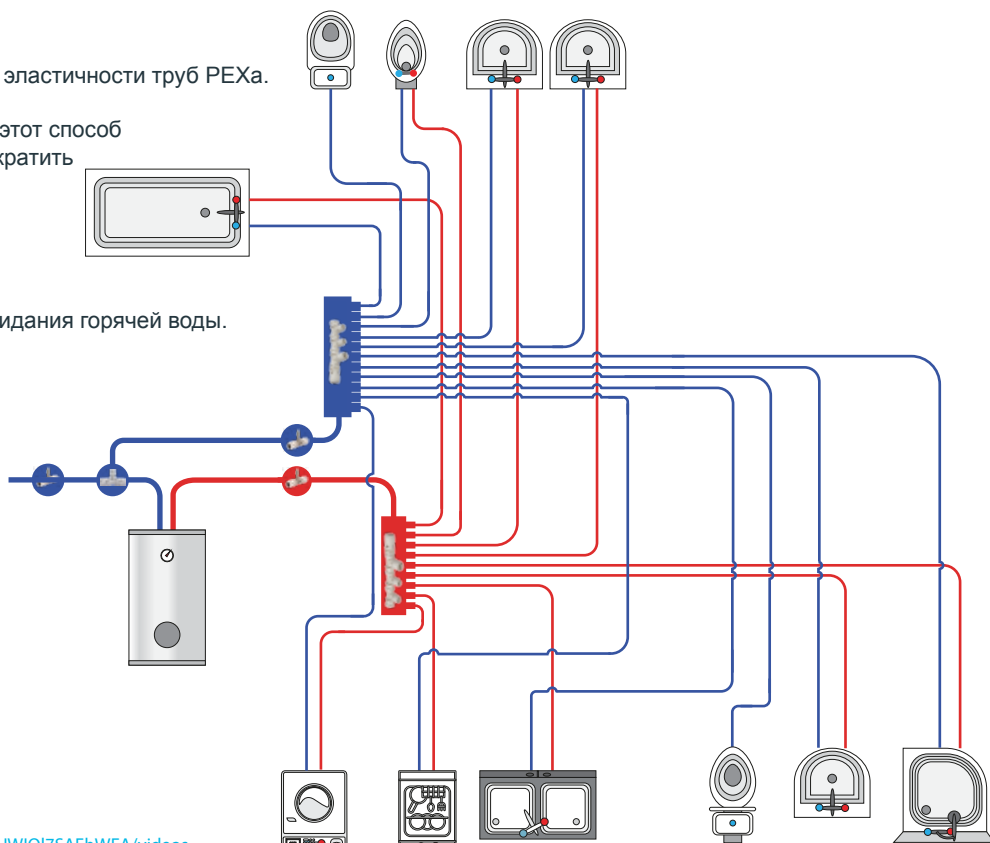 эластичности труб PEXa.
этот способ
кратить
идания горячей воды.